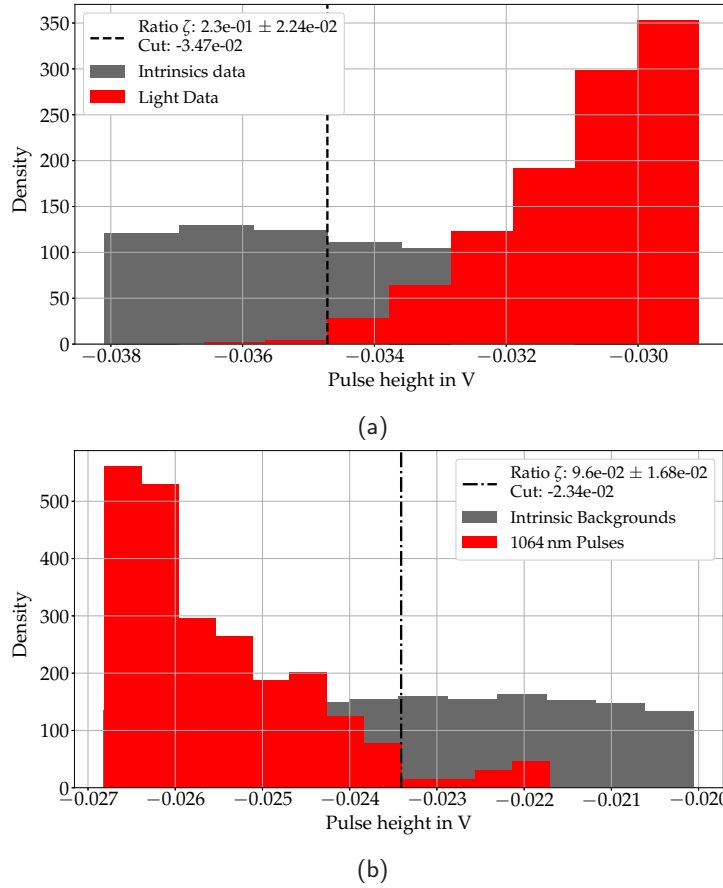 350
300
250
200
150
100
50
0
Density
Ratio ζ: 2.3e-01 ± 2.24e-02
Cut: -3.47e-02
Intrinsics data
Light Data
−0.038
−0.036
−0.034
−0.032
−0.030
Pulse height in V
(a)
500
400
300
200
100
0
Density
Ratio ζ: 9.6e-02 ± 1.68e-02
Cut: -2.34e-02
Intrinsic Backgrounds
1064 nm Pulses
−0.027
−0.026
−0.025
−0.024
−0.023
−0.022
−0.021
−0.020
Pulse height in V
(b)